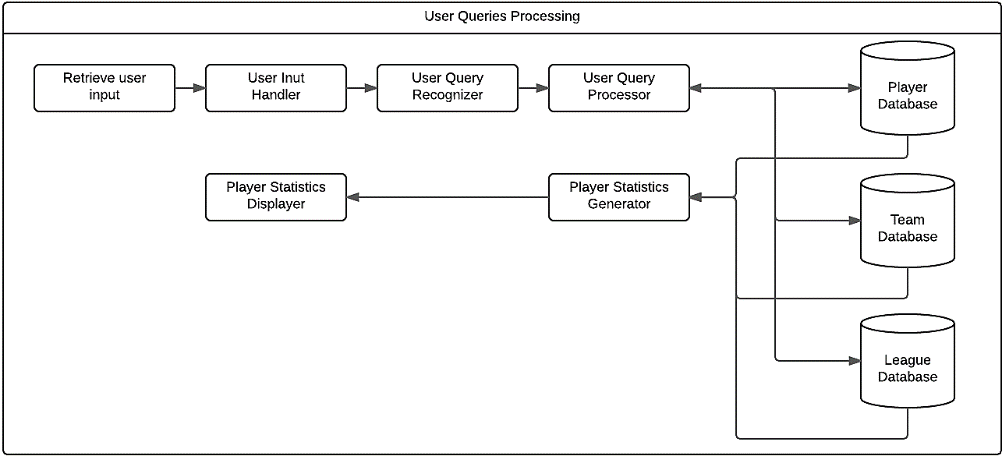 User Queries Processing
Retrieve user
input
User Inut
Handler
User Query
Recognizer
User Query
Processor
Player
Database
Player Statistics
Displayer
Player Statistics
Generator
Team
Database
League
Database